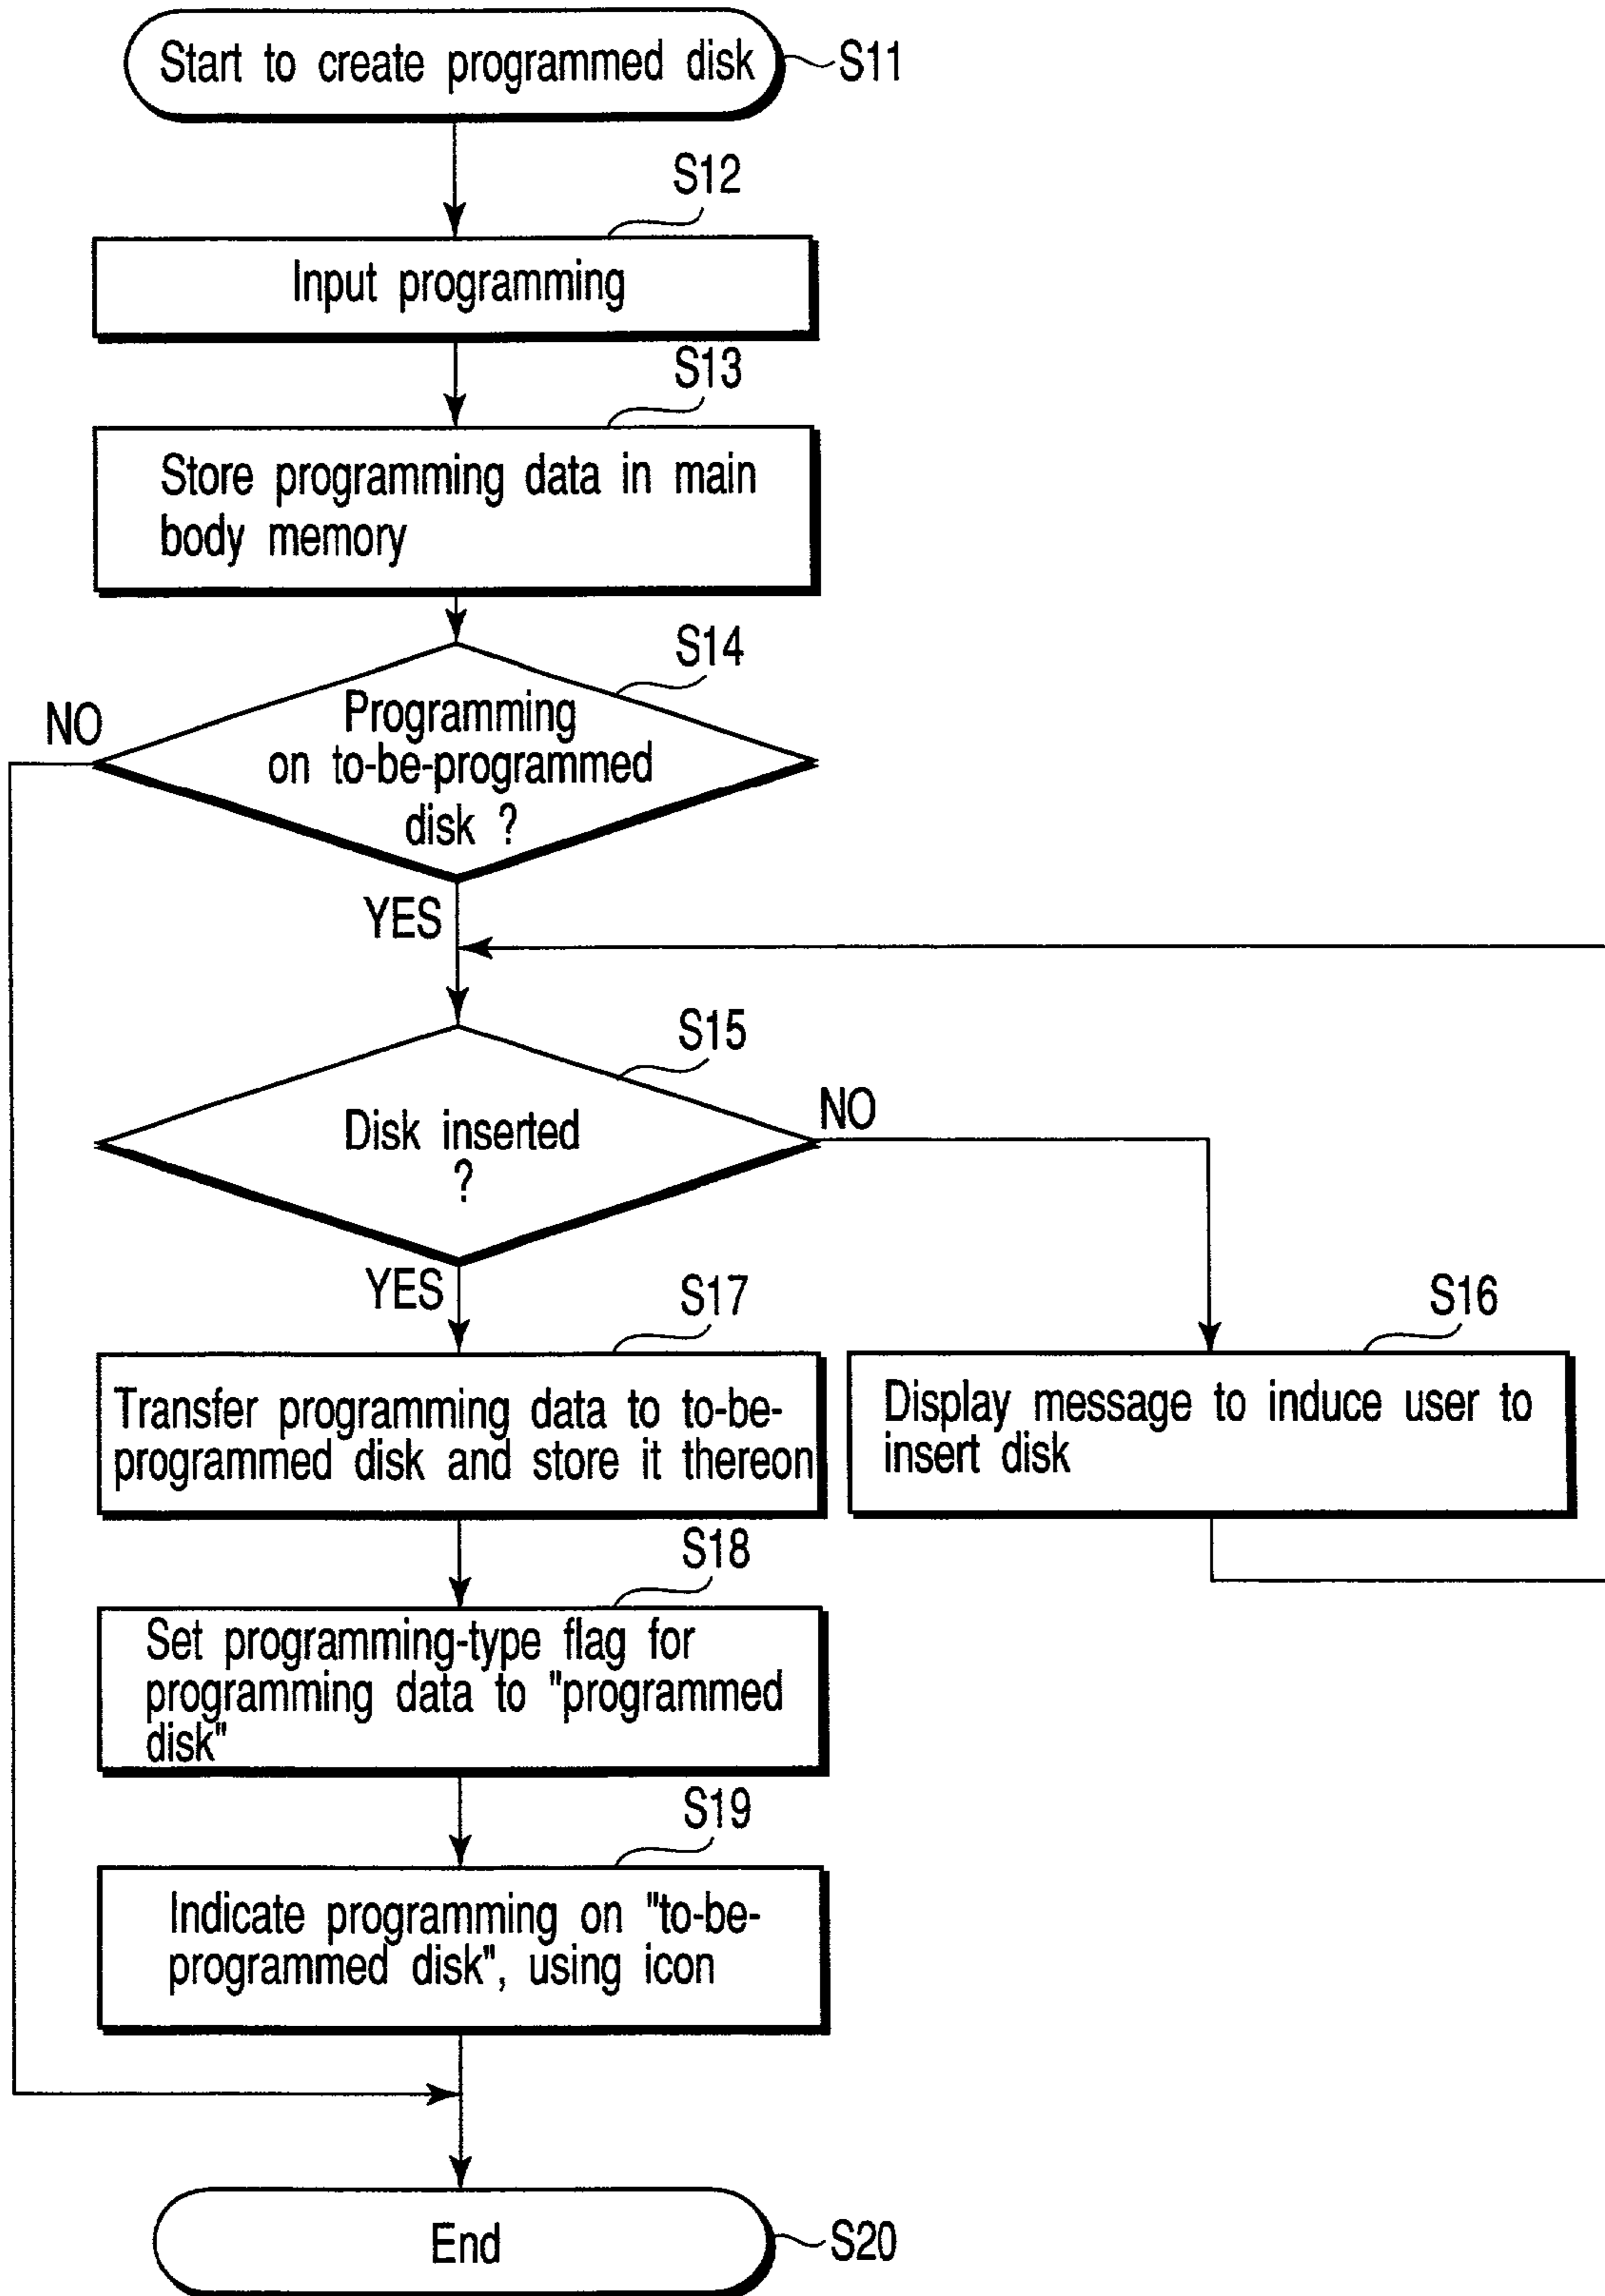 Start to create programmed disk
S11
S12
Input programming
S13
Store programming data in main
body memory
S14
NO
Programming
on to-be-programmed
disk ?
YES
S15
NO
Disk inserted
?
YES
S17
S16
Transfer programming data to to-be-
programmed disk and store it thereon
Display message to induce user to
insert disk
S18
Set programming-type flag for
programming data to "programmed
disk"
S19
Indicate programming on "to-be-
programmed disk", using icon
End
S20